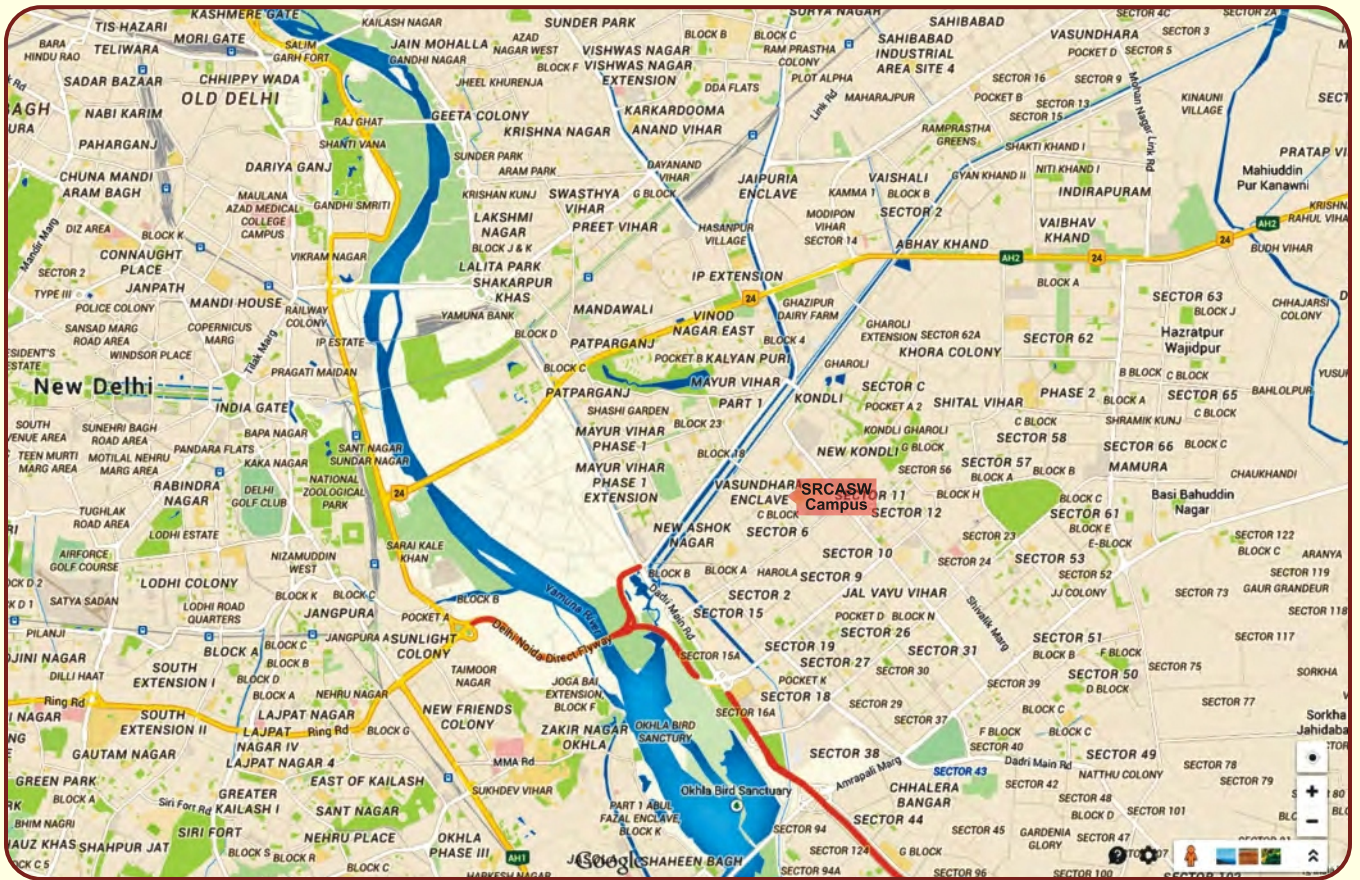 KASHMERE GATE
TIS HAZARI
MORI GATE
KAILASH NAGAR
SUNDER PARK
SURYA NAGAR
SAHIBABAD
SECTOR 4C
SECTOR 2A
BARA
HINDU RAO
TELIWARA
SALIM
GARH FORT
JAIN MOHALLA
GANDHI NAGAR
AZAD
NAGAR WEST
VISHWAS NAGAR
VISHWAS NAGAR
EXTENSION
BLOCK B
BLOCK C
RAM PRASTHA
COLONY
SAHIBABAD
INDUSTRIAL
AREA SITE 4
VASUNDHARA
SECTOR 3
POCKET D
SECTOR 5
SADAR BAZAAR
CHHIPPY WADA
JHEEL KHURENJA
BLOCK F
DDA FLATS
PLOT ALPHA
SECTOR 16
SECTOR 9
OLD DELHI
NABI KARIM
RAJ GHAT
GEETA COLONY
KARKARDOOMA
MAHARAJPUR
Link Rd
POCKET B
SECTOR 13
SECTOR 15
Mohan Nagar Link Rd
KINAUNI
VILLAGE
PAHARGANJ
SHANTI VANA
KRISHNA NAGAR
ANAND VIHAR
RAMPRASTHA
GREENS
SHAKTI KHAND I
CHUNA MANDI
ARAM BAGH
DARIYA GANJ
SUNDER PARK
ARAM PARK
DAYANAND
VIHAR
JAIPURIA
ENCLAVE
VAISHALI
GYAN KHAND II
NITI KHAND I
INDIRAPURAM
Mahiuddin
Pur Kanawni
MAULANA
AZAD MEDICAL
COLLEGE
CAMPUS
GANDHI SMRITI
KRISHAN KUNJ
SWASTHYA
VIHAR
G BLOCK
KAMMA 1
BLOCK B
SECTOR 2
Mandir Marg
DIZ AREA
BLOCK K
LAKSHMI
NAGAR
PREET VIHAR
HASANPUR
VILLAGE
MODIPON
VIHAR
SECTOR 14
VAIBHAV
KHAND
AH2
24
CONNAUGHT
PLACE
VIKRAM NAGAR
BLOCK J & K
ABHAY KHAND
AH2
24
BUDH VIHAR
SECTOR 2
JANPATH
LALITA PARK
SHAKARPUR
KHAS
IP EXTENSION
BLOCK A
TYPE III
POLICE COLONY
MANDI HOUSE
RAILWAY
COLONY
YAMUNA BANK
MANDAWALI
24
GHAZIPUR
DAIRY FARM
SECTOR 63
BLOCK J
CHHAJARSI
COLONY
SANSAD MARG
ROAD AREA
COPERNICUS
MARG
Tilak Marg
IP ESTATE
BLOCK D
VINOD
NAGAR EAST
BLOCK 4
GHAROLI
EXTENSION
SECTOR 62A
SECTOR 62
Hazratpur
Wajidpur
WINDSOR PLACE
PRAGATI MAIDAN
PATPARGANJ
POCKET B KALYAN PURI
KHORA COLONY
BLOCK C
GHAROLI
B BLOCK
C BLOCK
New Delhi
PATPARGANJ
MAYUR VIHAR
PART 1
KONDLI
SECTOR C
PHASE 2
BLOCK A
SECTOR 65
BAHLOLPUR
INDIA GATE
SHASHI GARDEN
POCKET A 2
SHITAL VIHAR
C BLOCK
SHRAMIK KUNJ
C BLOCK
SUNEHRI BAGH
ROAD AREA
BAPA NAGAR
MAYUR VIHAR
PHASE 1
BLOCK 23
KONDLI GHAROLI
SECTOR 58
TEEN MURTI
MARG AREA
MOTILAL NEHRU
MARG AREA
PANDARA FLATS
KAKA NAGAR
SANT NAGAR
SUNDAR NAGAR
BLOCK 18
NEW KONDLI
G BLOCK
SECTOR 66
BLOCK C
RABINDRA
NAGAR
DELHI
GOLF CLUB
NATIONAL
ZOOLOGICAL
PARK
24
MAYUR VIHAR
PHASE 1
EXTENSION
VASUNDHARA
ENCLAVE
C BLOCK
SRCASW
Campus
SECTOR 56
SECTOR 57
BLOCK A
BLOCK B
MAMURA
CHAUKHANDI
SECTOR 11
SECTOR 12
BLOCK H
BLOCK C
SECTOR 61
BLOCK E
E-BLOCK
Basi Bahuddin
Nagar
TUGHLAK
ROAD AREA
LODHI ESTATE
NEW ASHOK
NAGAR
SECTOR 6
SECTOR 23
SECTOR 122
AIRFORCE
GOLF COURSE
NIZAMUDDIN
WEST
SARAI KALE
KHAN
SECTOR 10
SECTOR 24
SECTOR 53
BLOCK C
ARANYA
LODHI COLONY
BLOCK B
BLOCK A
HAROLA
SECTOR 9
SECTOR 52
JJ COLONY
SECTOR 119
GAUR GRANDEUR
SATYA SADAN
LODHI ROAD
QUARTERS
BLOCK K
BLOCK C
BLOCK B
Yamuna River
Dadri Main Rd
SECTOR 2
SECTOR 15
JAL VAYU VIHAR
Shivalik Marg
SECTOR 73
SECTOR 118
JANGPURA
POCKET A
POCKET D
BLOCK N
PILANJI
JANGPURA A
SUNLIGHT
COLONY
Delhi Noida Direct Flyway
SECTOR 26
SECTOR 51
BLOCK B
F BLOCK
SECTOR 117
BLOCK A
BLOCK C
BLOCK B
SECTOR 15A
SECTOR 19
SECTOR 27
SECTOR 31
SECTOR 30
DILLI HAAT
SOUTH
EXTENSION I
BLOCK D
BLOCK A
NEHRU NAGAR
TAIMOOR
NAGAR
JOGA BAI
EXTENSION,
BLOCK F
POCKET K
SECTOR 18
SECTOR 39
SECTOR 50
D BLOCK
SECTOR 75
SORKHA
Ring Rd
SOUTH
EXTENSION II
LAJPAT NAGAR
LAJPAT
NAGAR IV
Ring Rd
BLOCK G
NEW FRIENDS
COLONY
ZAKIR NAGAR
OKHLA
OKHLA BIRD
SANCTURY
SECTOR 16A
SECTOR 29
SECTOR 37
BLOCK C
SECTOR 77
F BLOCK
BLOCK C
GAUTAM NAGAR
LAJPAT NAGAR 4
MMA Rd
SECTOR 38
Amrapali Marg
SECTOR 40
SECTOR 43
Dadri Main Rd
SECTOR 49
NATTHU COLONY
SECTOR 78
GREEN PARK
BLOCK A
GREATER
KAILASH I
EAST OF KAILASH
SUKHDEV VIHAR
Okhla Bird Sanctuary
CHHALERA
BANGAR
SECTOR 42
SECTOR 48
BLOCK D
SECTOR 79
Siri Fort Rd
SANT NAGAR
PART 1 ABUL
FAZAL ENCLAVE,
BLOCK K
SECTOR 44
SECTOR 101
BHIM NAGRI
SIRI FORT
NEHRU PLACE
OKHLA
PHASE III
SECTOR 94
SECTOR 45
GARDENIA
GLORY
SECTOR 47
HAUZ KHAS
SHAHPUR JAT
BLOCK S
BLOCK R
AH1
Google
SHAHEEN BAGH
SECTOR 124
G BLOCK
BLOCK C
SECTOR 94A
SECTOR 96
SECTOR 100